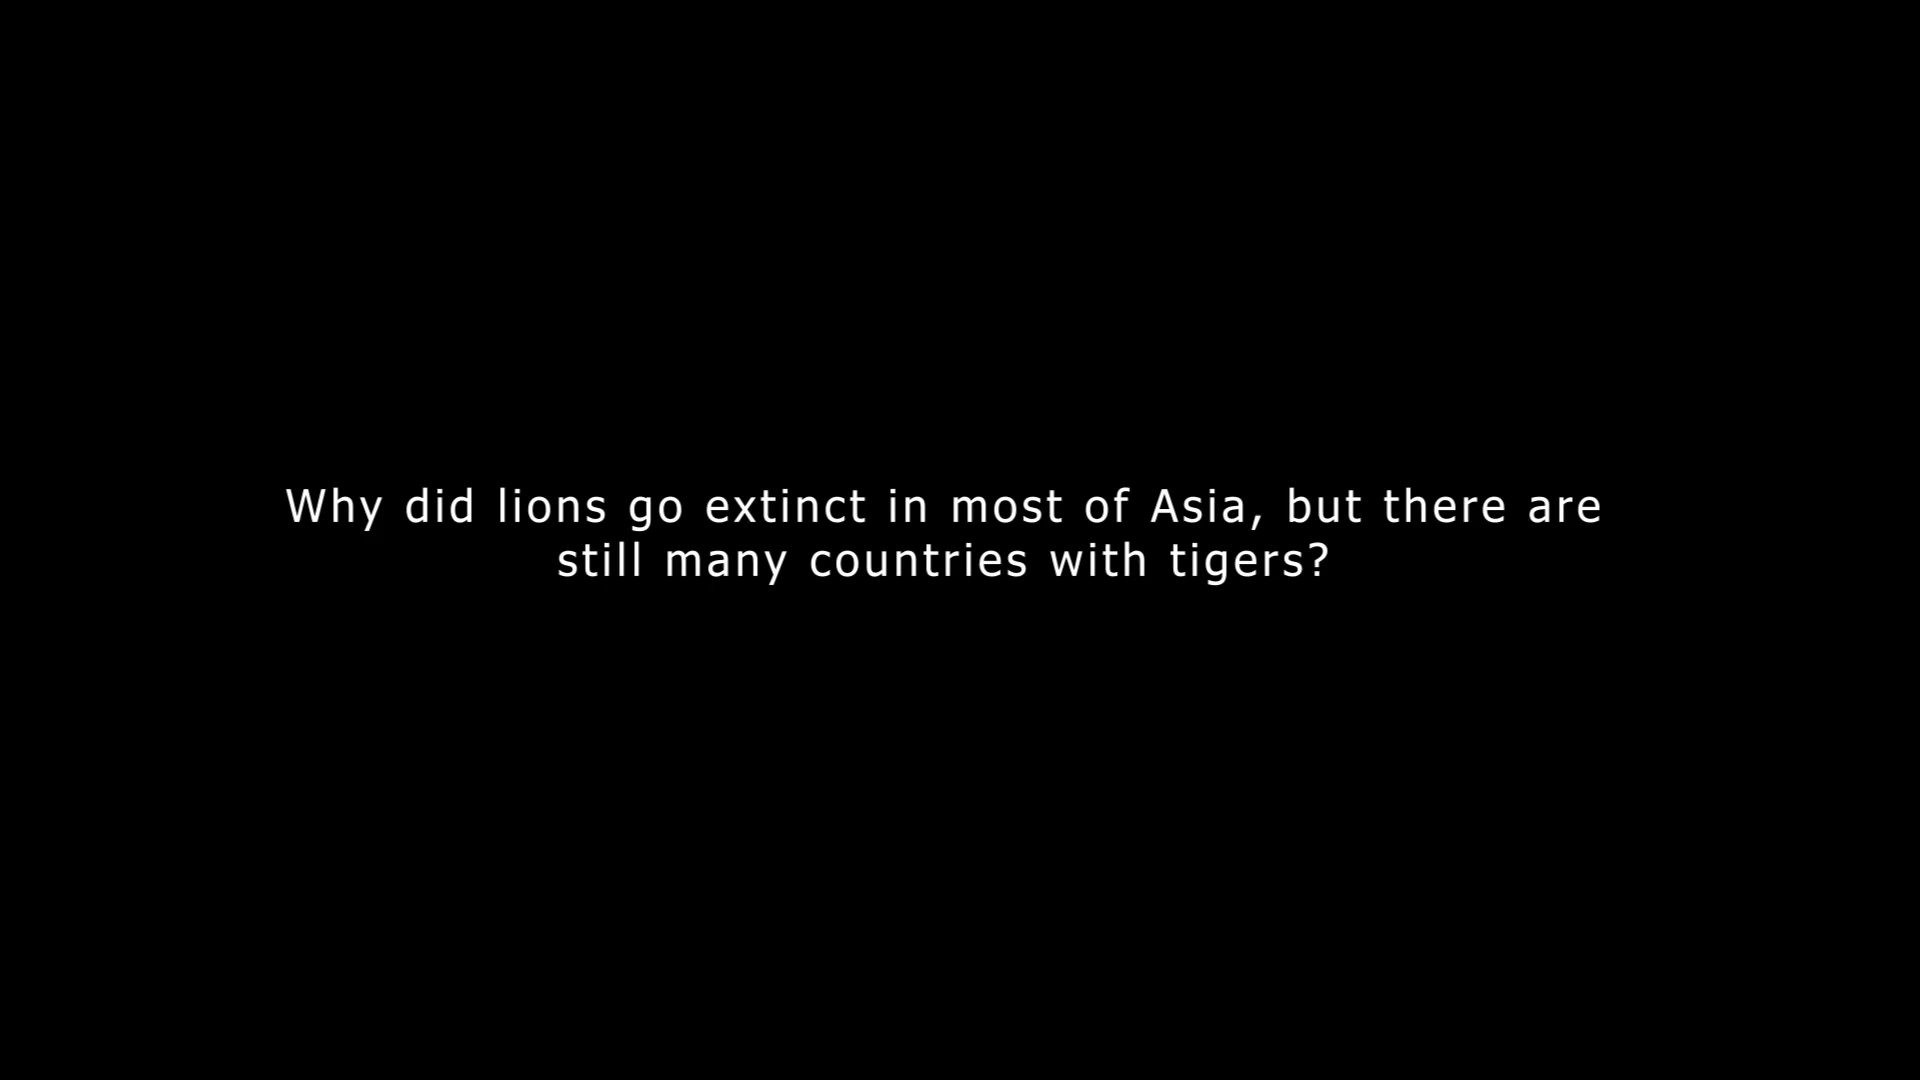 Why did lions go extinct in most of Asia, but there are
still many countries with tigers?